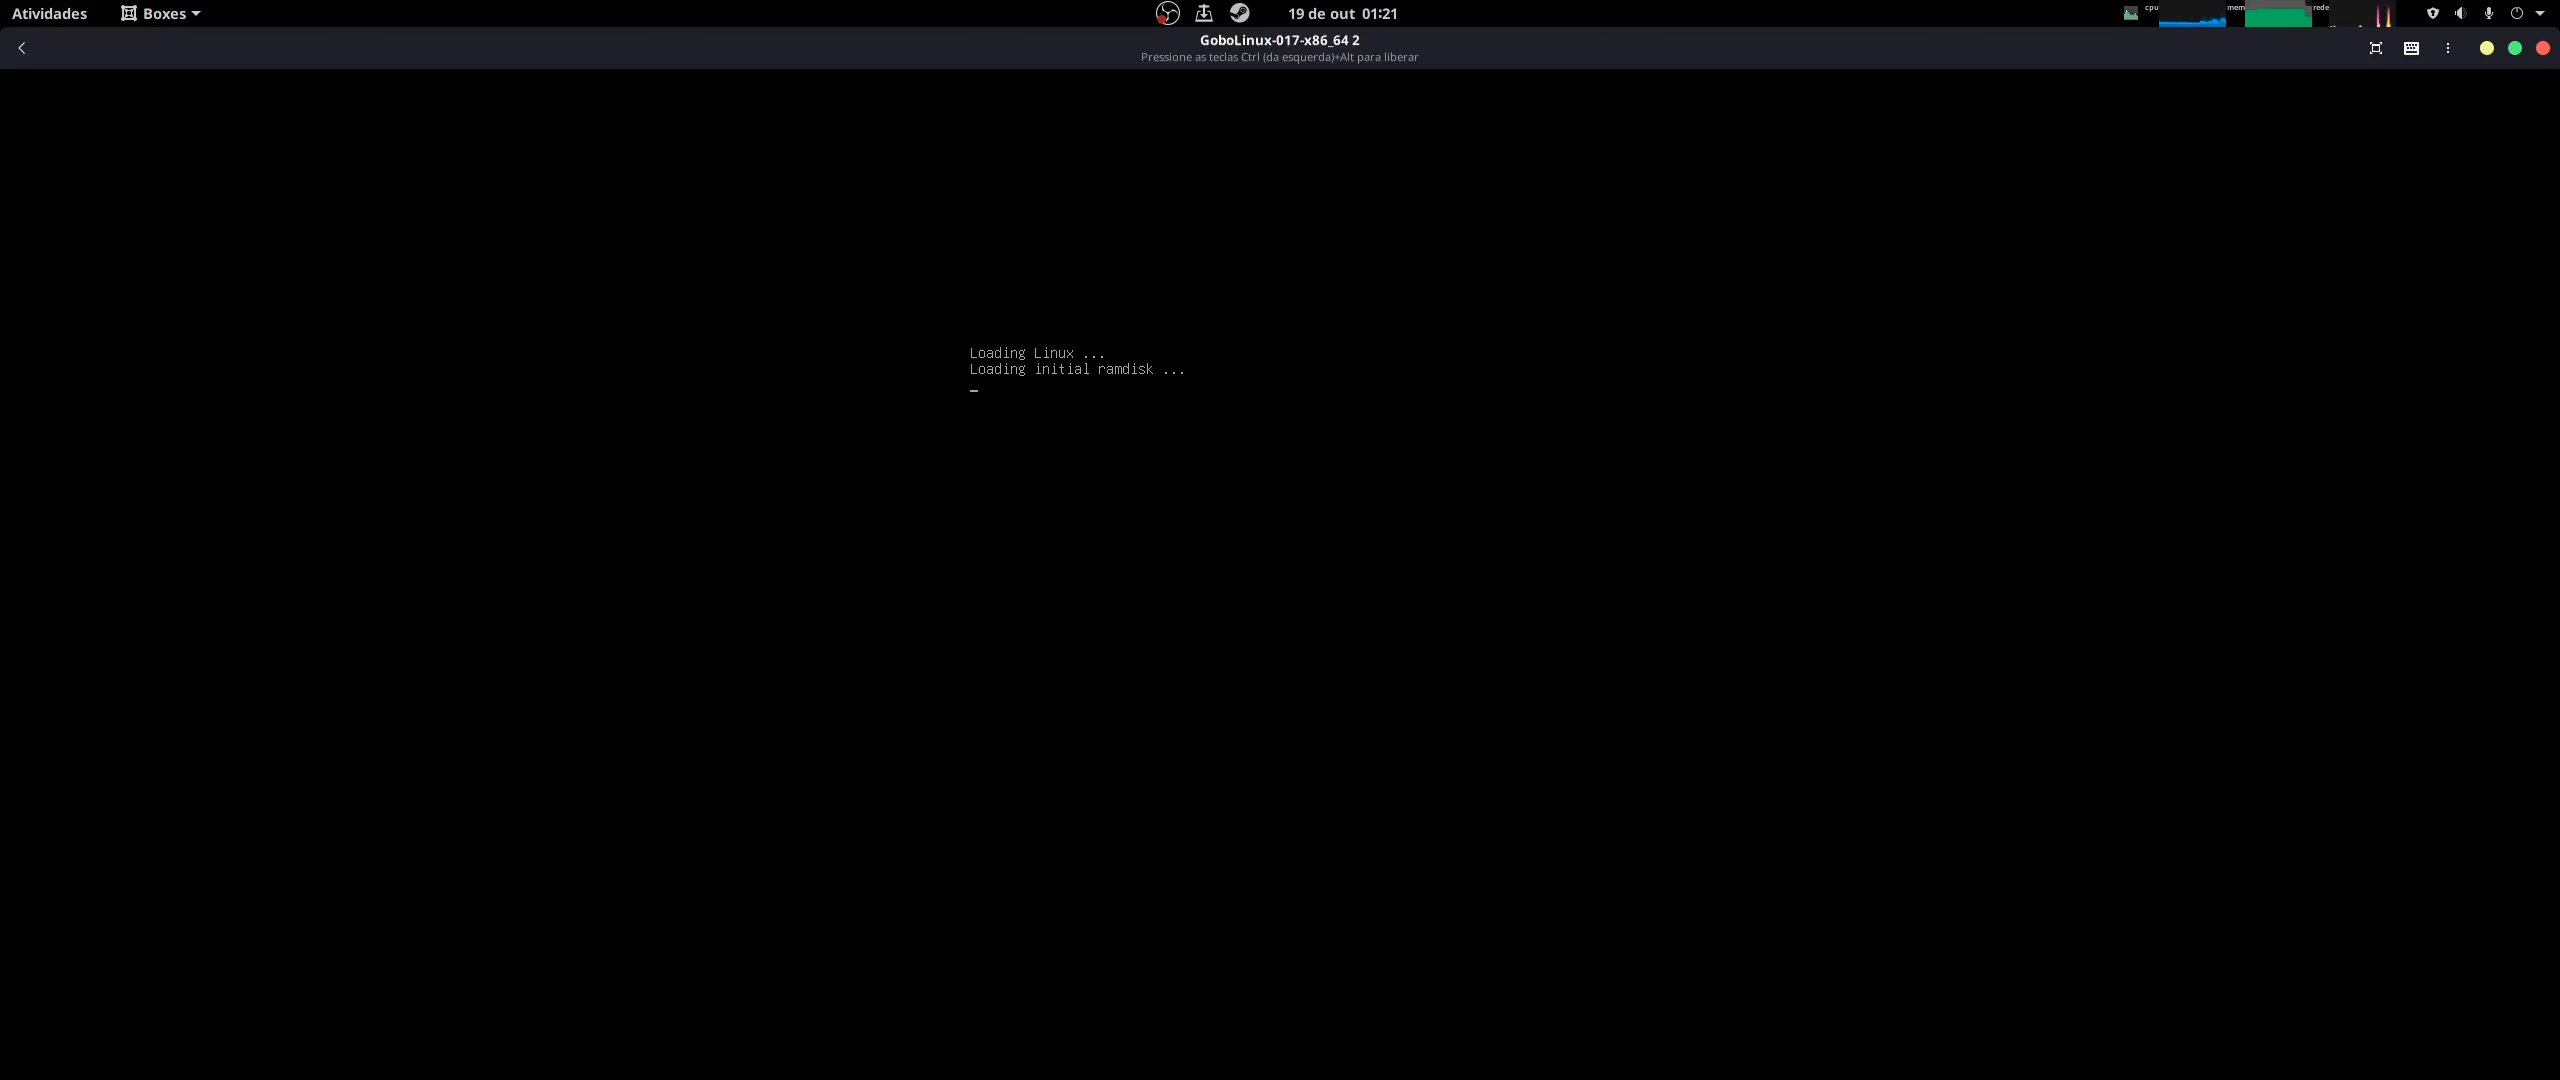 Atividades Boxes 19 de out 01:21 cpu mem rede
GoboLinux-017-x86_64 2
Pressione as teclas Ctrl (da esquerda)+Alt para liberar
Loading Linux ...
Loading initial ramdisk ...